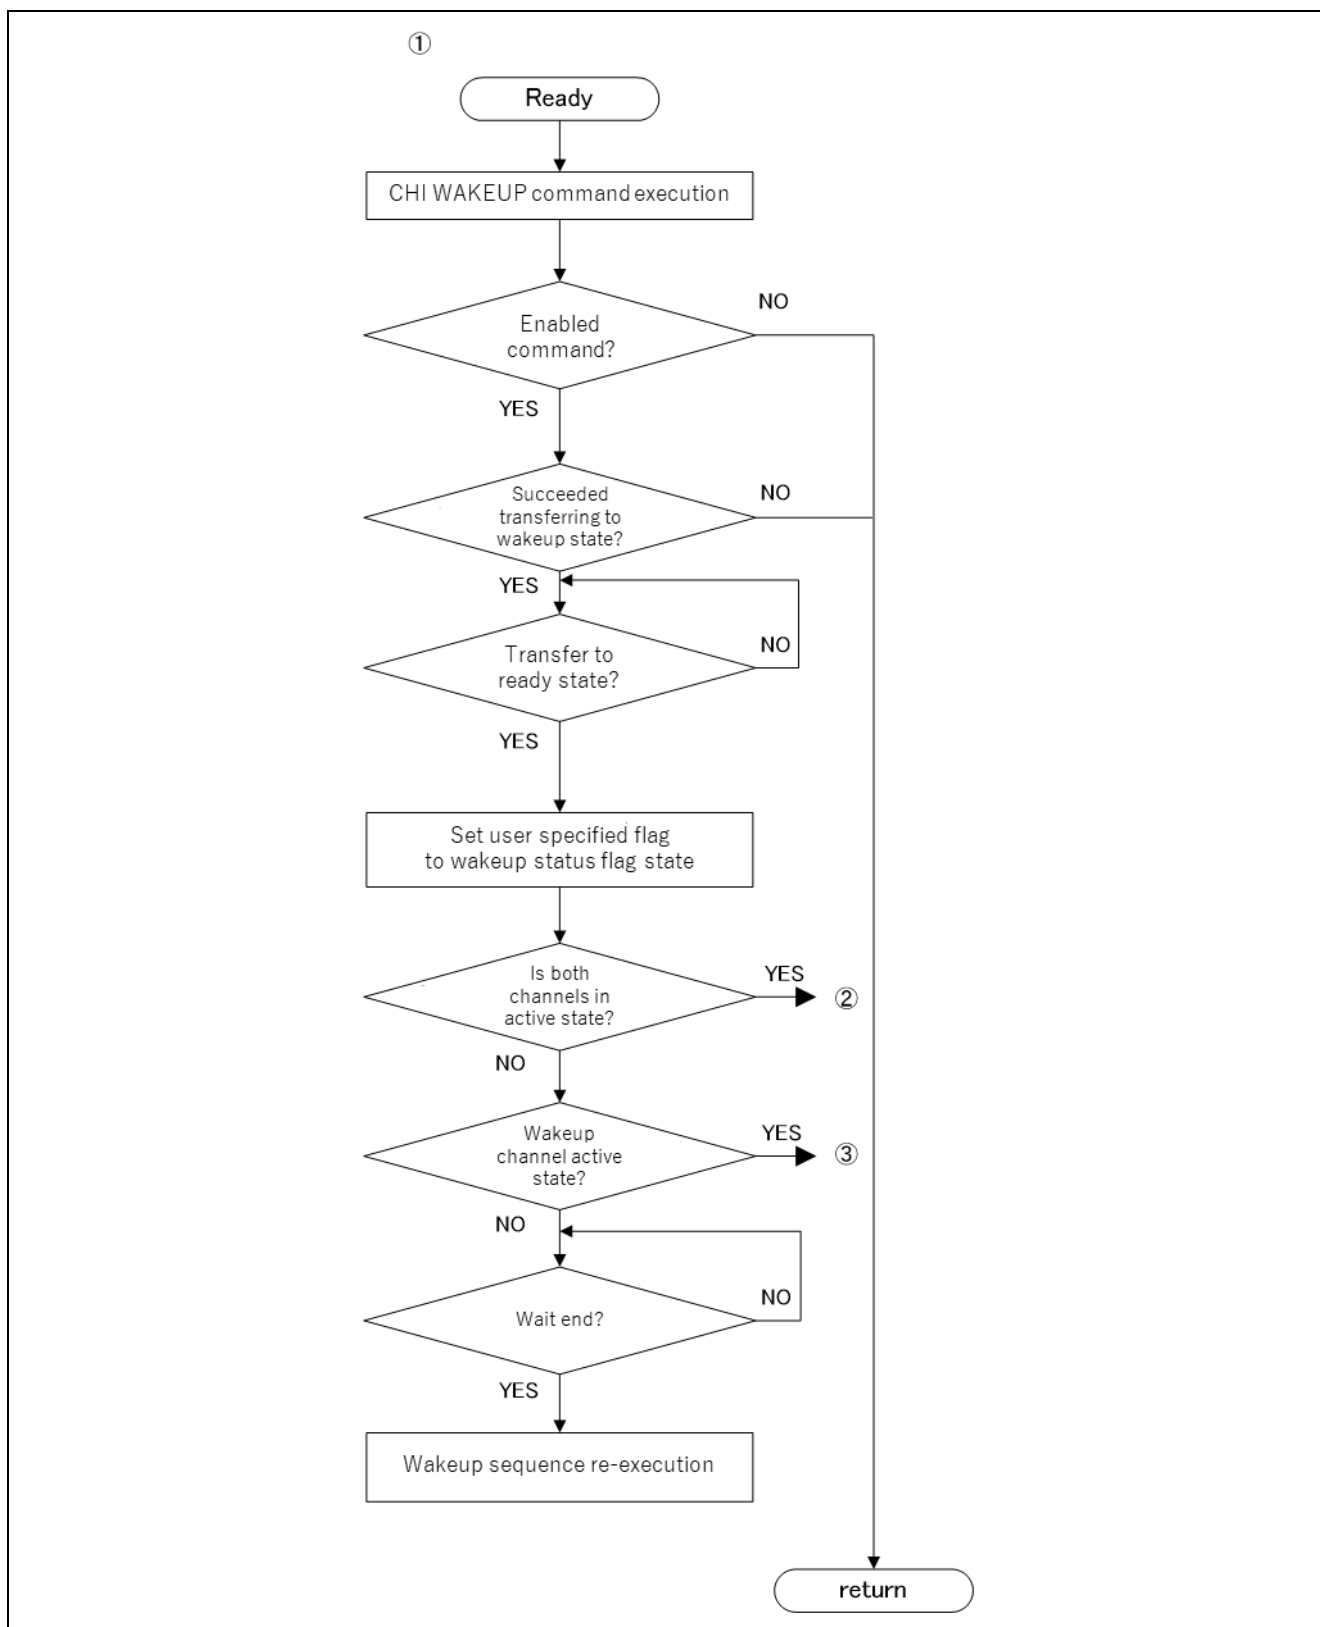 ①
Ready
CHI WAKEUP command execution
Enabled
command?
NO
YES
Succeeded
transferring to
wakeup state?
NO
YES
Transfer to
ready state?
NO
YES
Set user specified flag
to wakeup status flag state
Is both
channels in
active state?
YES
②
NO
Wakeup
channel active
state?
YES
③
NO
Wait end?
NO
YES
Wakeup sequence re-execution
return